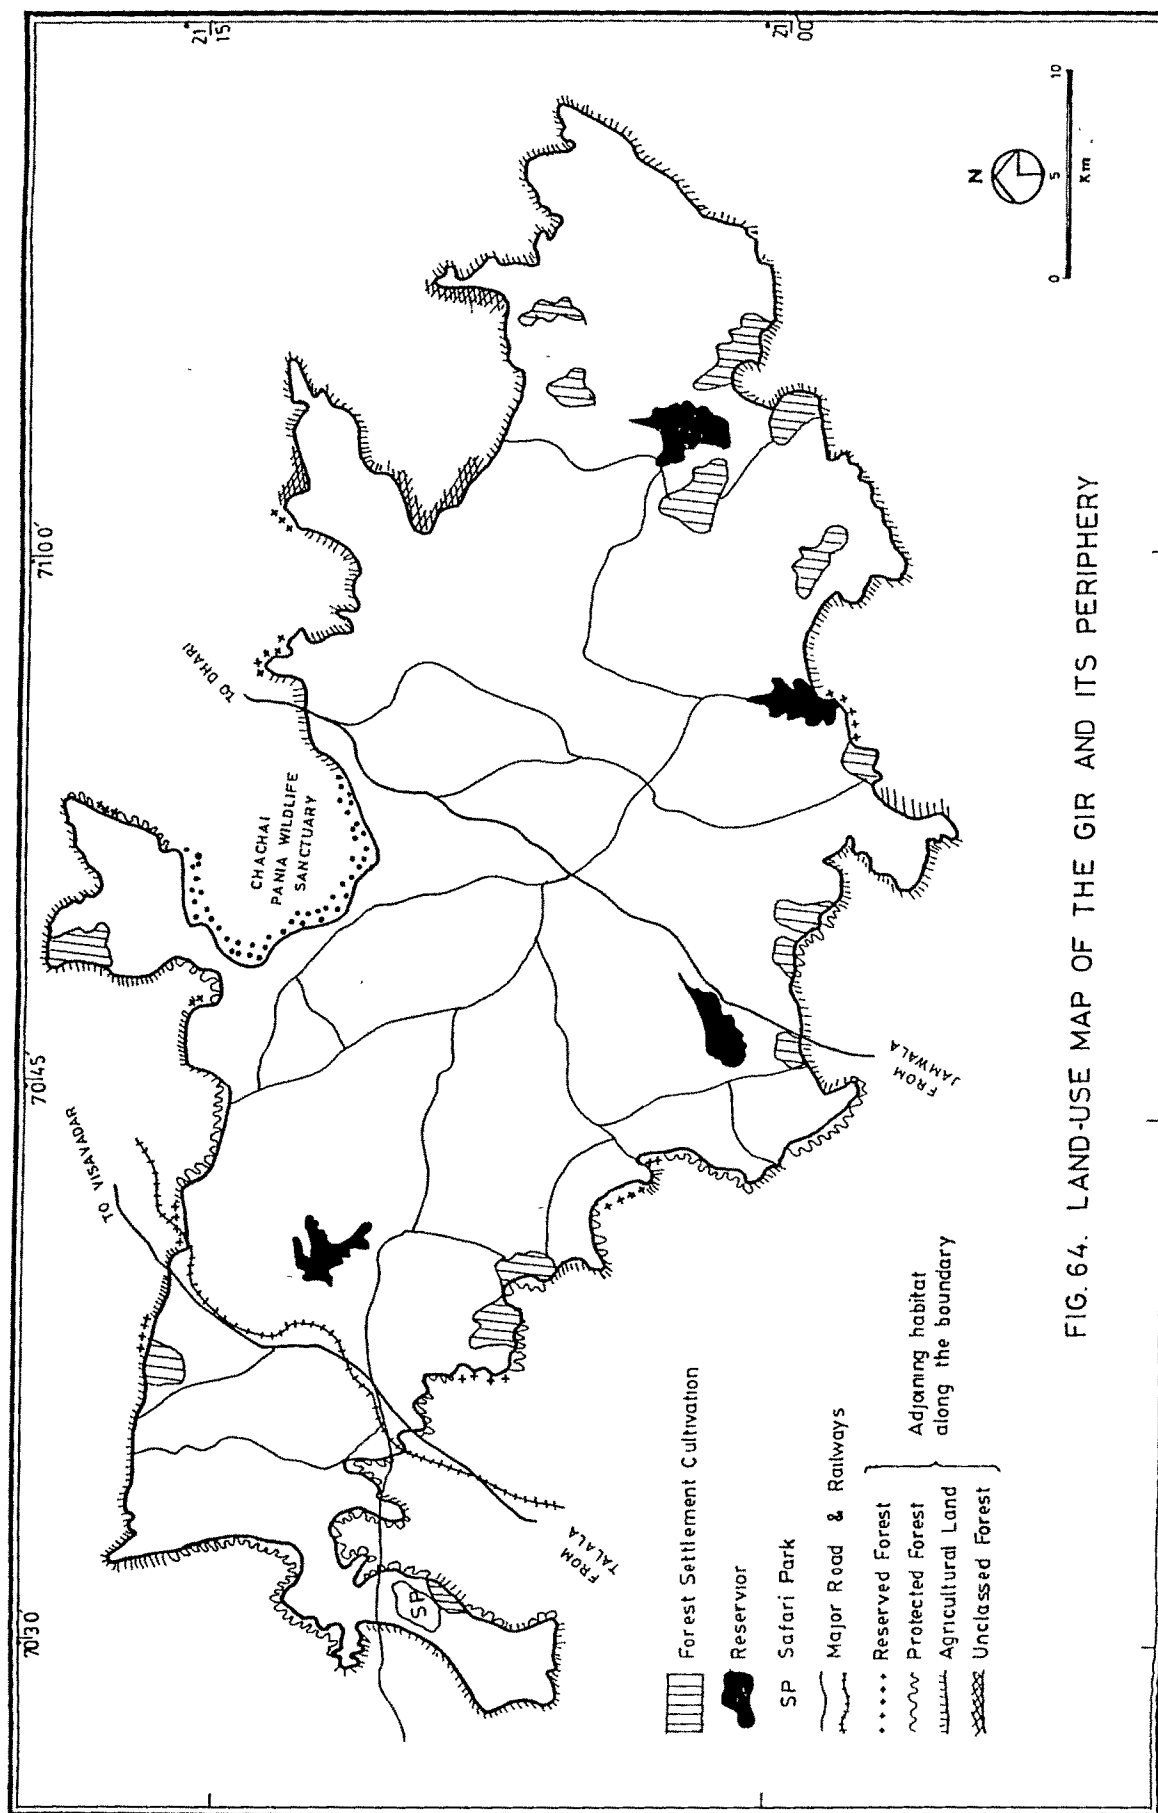 70°30'
70°45'
71°00'
21°
15'
21°
00'
TO VISAVADAR
TO DHARI
CHACHAI
PANIA WILDLIFE
SANCTUARY
SP
FROM
TALALA
FROM
JAMWALA
N
0 5 10
Km
Forest Settlement Cultivation
Reservior
SP Safari Park
Major Road & Railways
Reserved Forest
Protected Forest
Agricultural Land
Unclassed Forest
Adjoining habitat
along the boundary
FIG. 64. LAND-USE MAP OF THE GIR AND ITS PERIPHERY